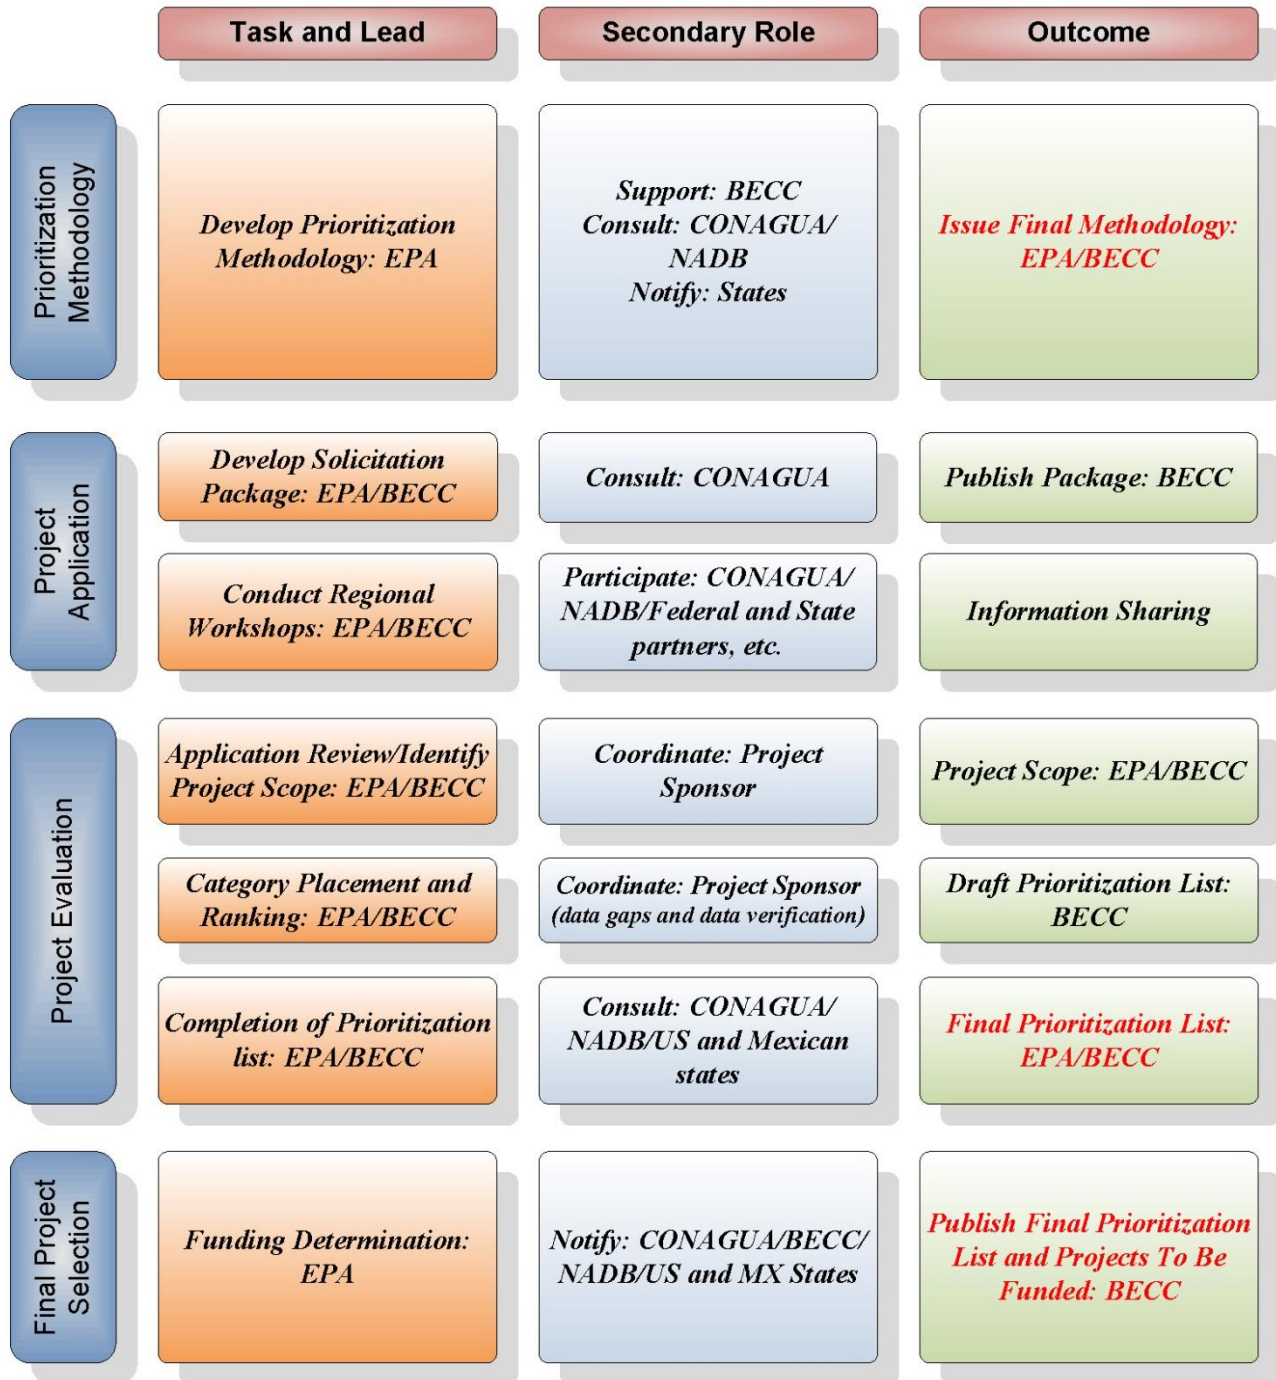 Task and Lead
Secondary Role
Outcome
Prioritization
Methodology
Develop Prioritization
Methodology: EPA
Support: BECC
Consult: CONAGUA/
NADB
Notify: States
Issue Final Methodology:
EPA/BECC
Project
Application
Develop Solicitation
Package: EPA/BECC
Consult: CONAGUA
Publish Package: BECC
Conduct Regional
Workshops: EPA/BECC
Participate: CONAGUA/
NADB/Federal and State
partners, etc.
Information Sharing
Project Evaluation
Application Review/Identify
Project Scope: EPA/BECC
Coordinate: Project
Sponsor
Project Scope: EPA/BECC
Category Placement and
Ranking: EPA/BECC
Coordinate: Project Sponsor
(data gaps and data verification)
Draft Prioritization List:
BECC
Completion of Prioritization
list: EPA/BECC
Consult: CONAGUA/
NADB/US and Mexican
states
Final Prioritization List:
EPA/BECC
Final Project
Selection
Funding Determination:
EPA
Notify: CONAGUA/BECC/
NADB/US and MX States
Publish Final Prioritization
List and Projects To Be
Funded: BECC